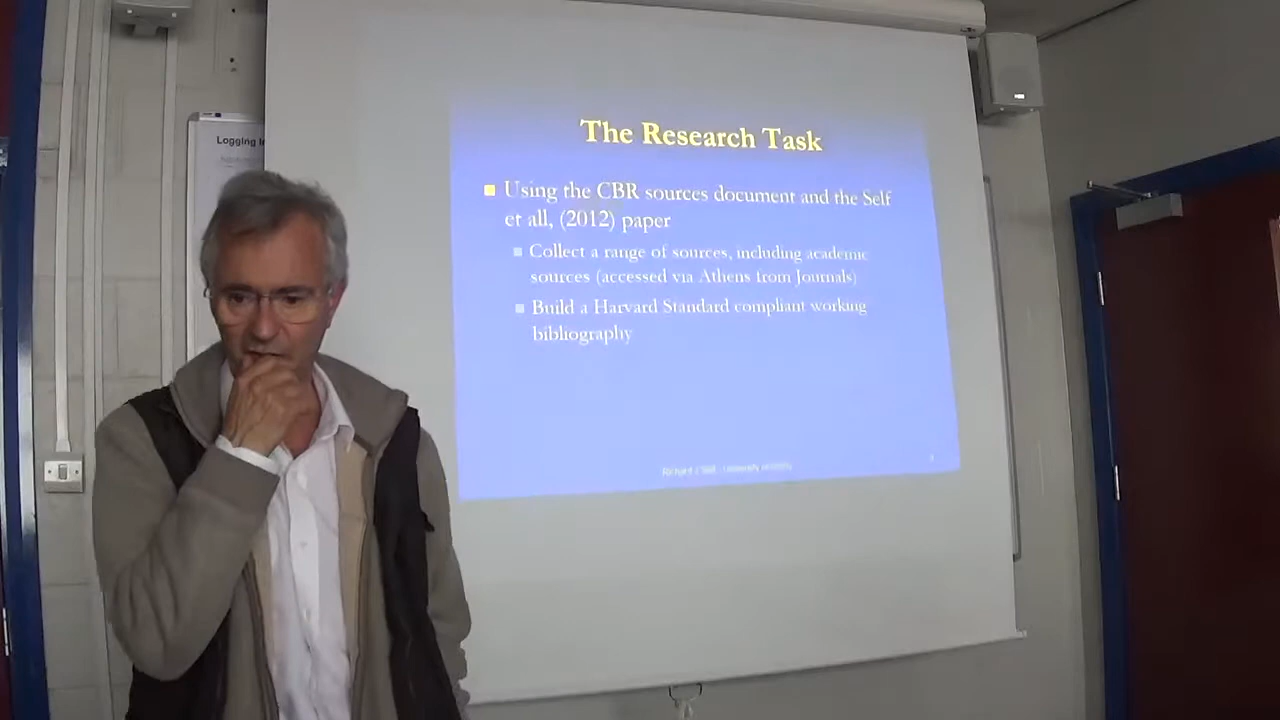 Logging In
The Research Task
Using the CBR sources document and the Self
et all, (2012) paper
Collect a range of sources, including academic
sources (accessed via Athens from Journals)
Build a Harvard Standard compliant working
bibliography